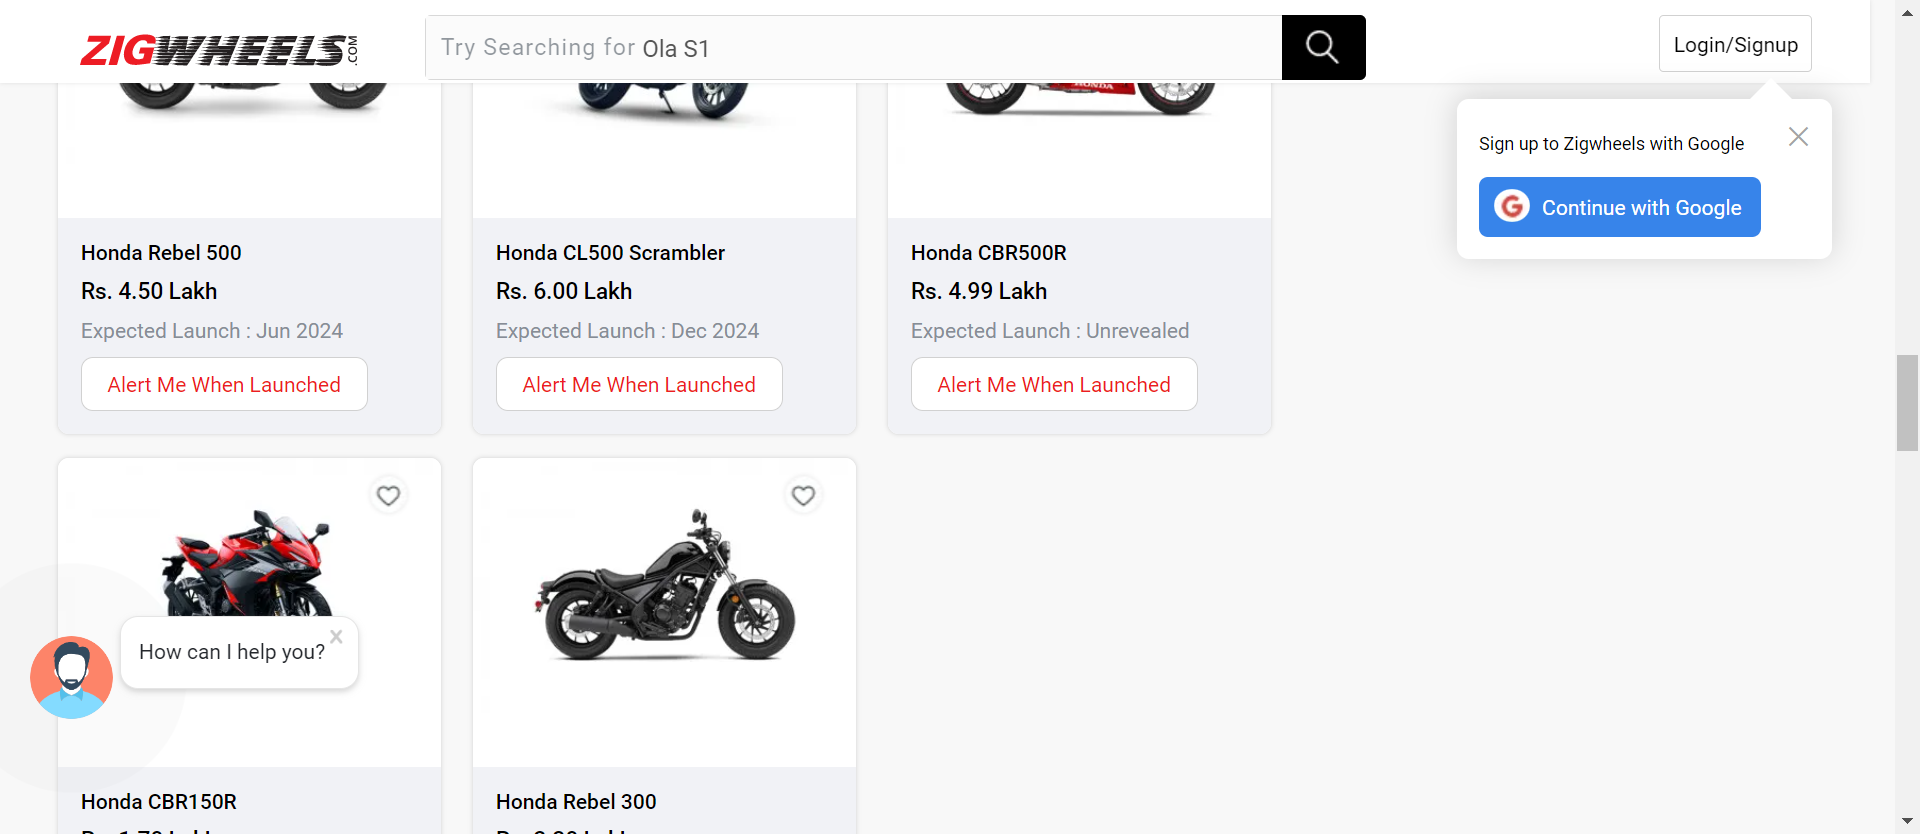 ZIGWHEELS.COM
Try Searching for Ola S1
Login/Signup
Sign up to Zigwheels with Google
Continue with Google
HONDA
Honda Rebel 500
Rs. 4.50 Lakh
Expected Launch : Jun 2024
Alert Me When Launched
Honda CL500 Scrambler
Rs. 6.00 Lakh
Expected Launch : Dec 2024
Alert Me When Launched
Honda CBR500R
Rs. 4.99 Lakh
Expected Launch : Unrevealed
Alert Me When Launched
How can I help you?
x
Honda CBR150R
Honda Rebel 300